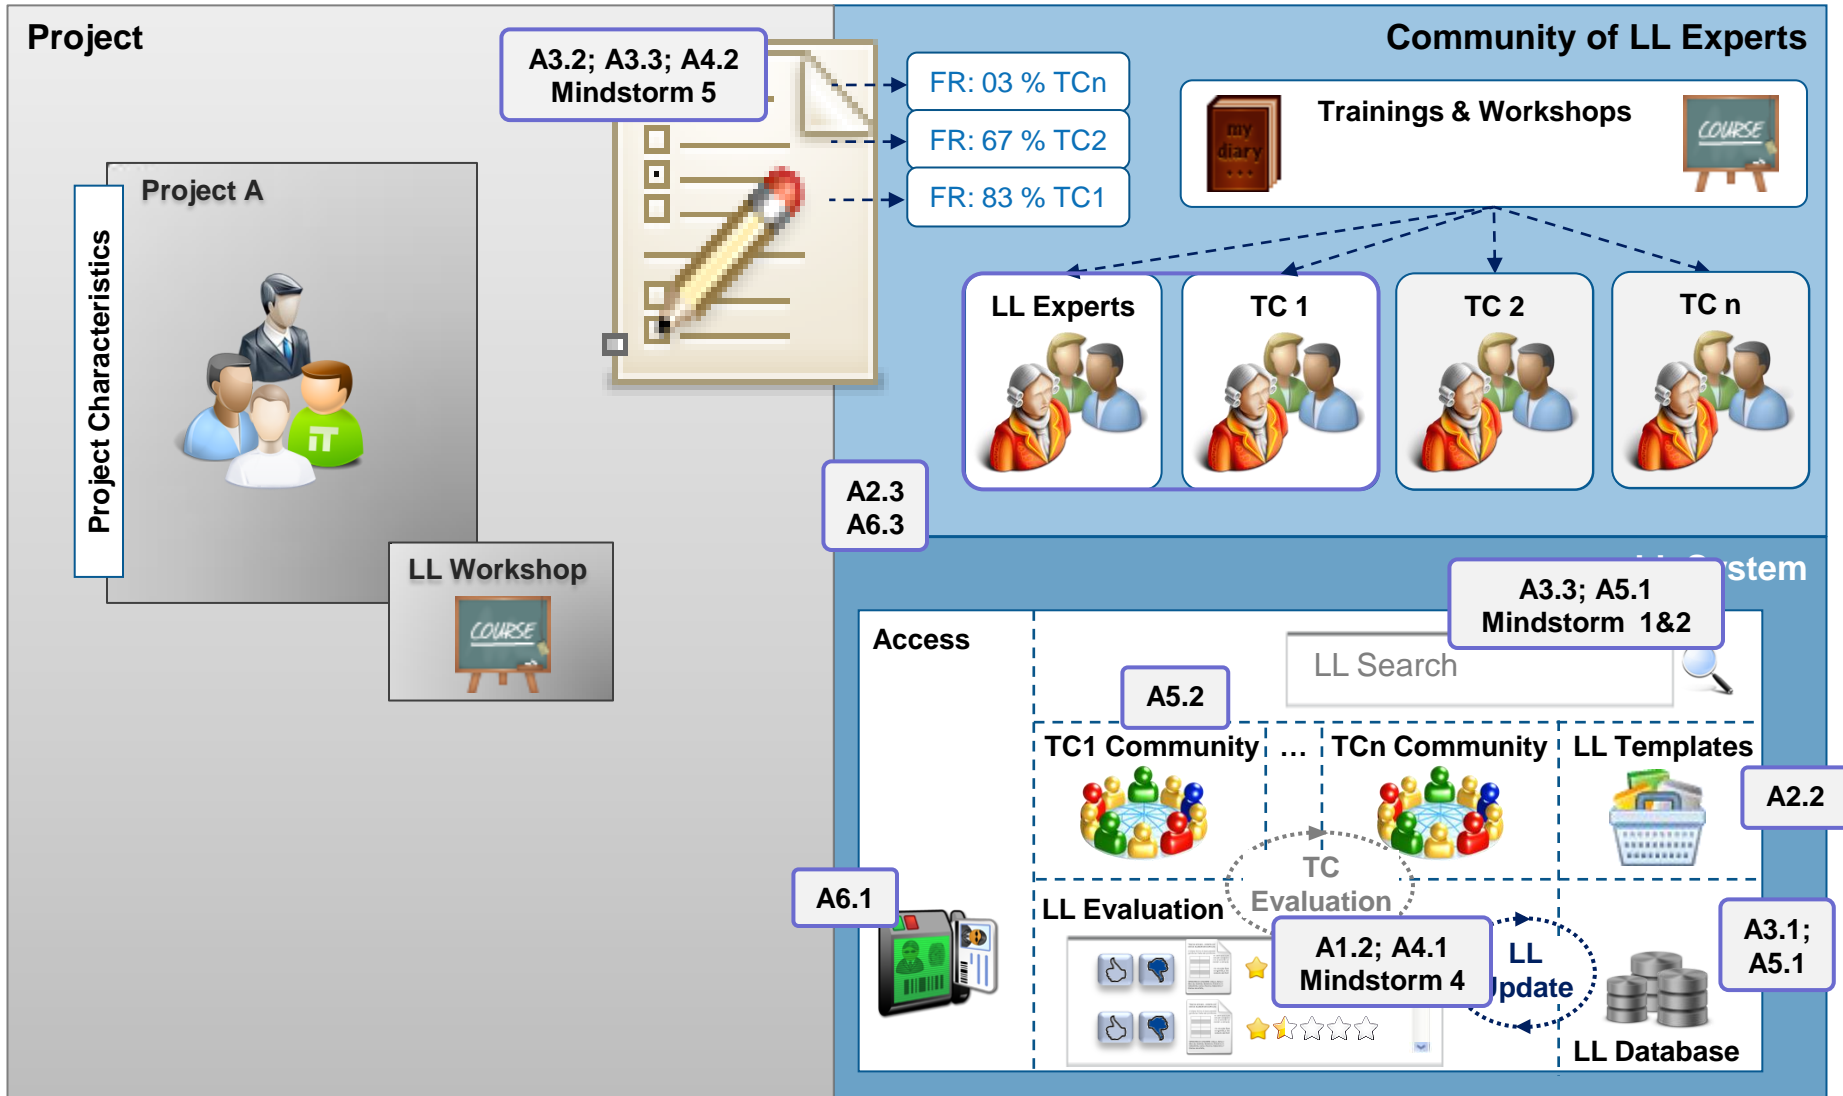 Project
A3.2; A3.3; A4.2
Mindstorm 5
Project Characteristics
Project A
iT
LL Workshop
COURSE
Community of LL Experts
FR: 03 % TCn
FR: 67 % TC2
FR: 83 % TC1
my
diary
...
Trainings & Workshops
COURSE
LL Experts
TC 1
TC 2
TC n
A2.3
A6.3
stem
A3.3; A5.1
Mindstorm 1&2
Access
LL Search
A5.2
TC1 Community
...
TCn Community
LL Templates
A2.2
A6.1
TC
Evaluation
LL Evaluation
A1.2; A4.1
Mindstorm 4
LL
pdate
A3.1;
A5.1
LL Database